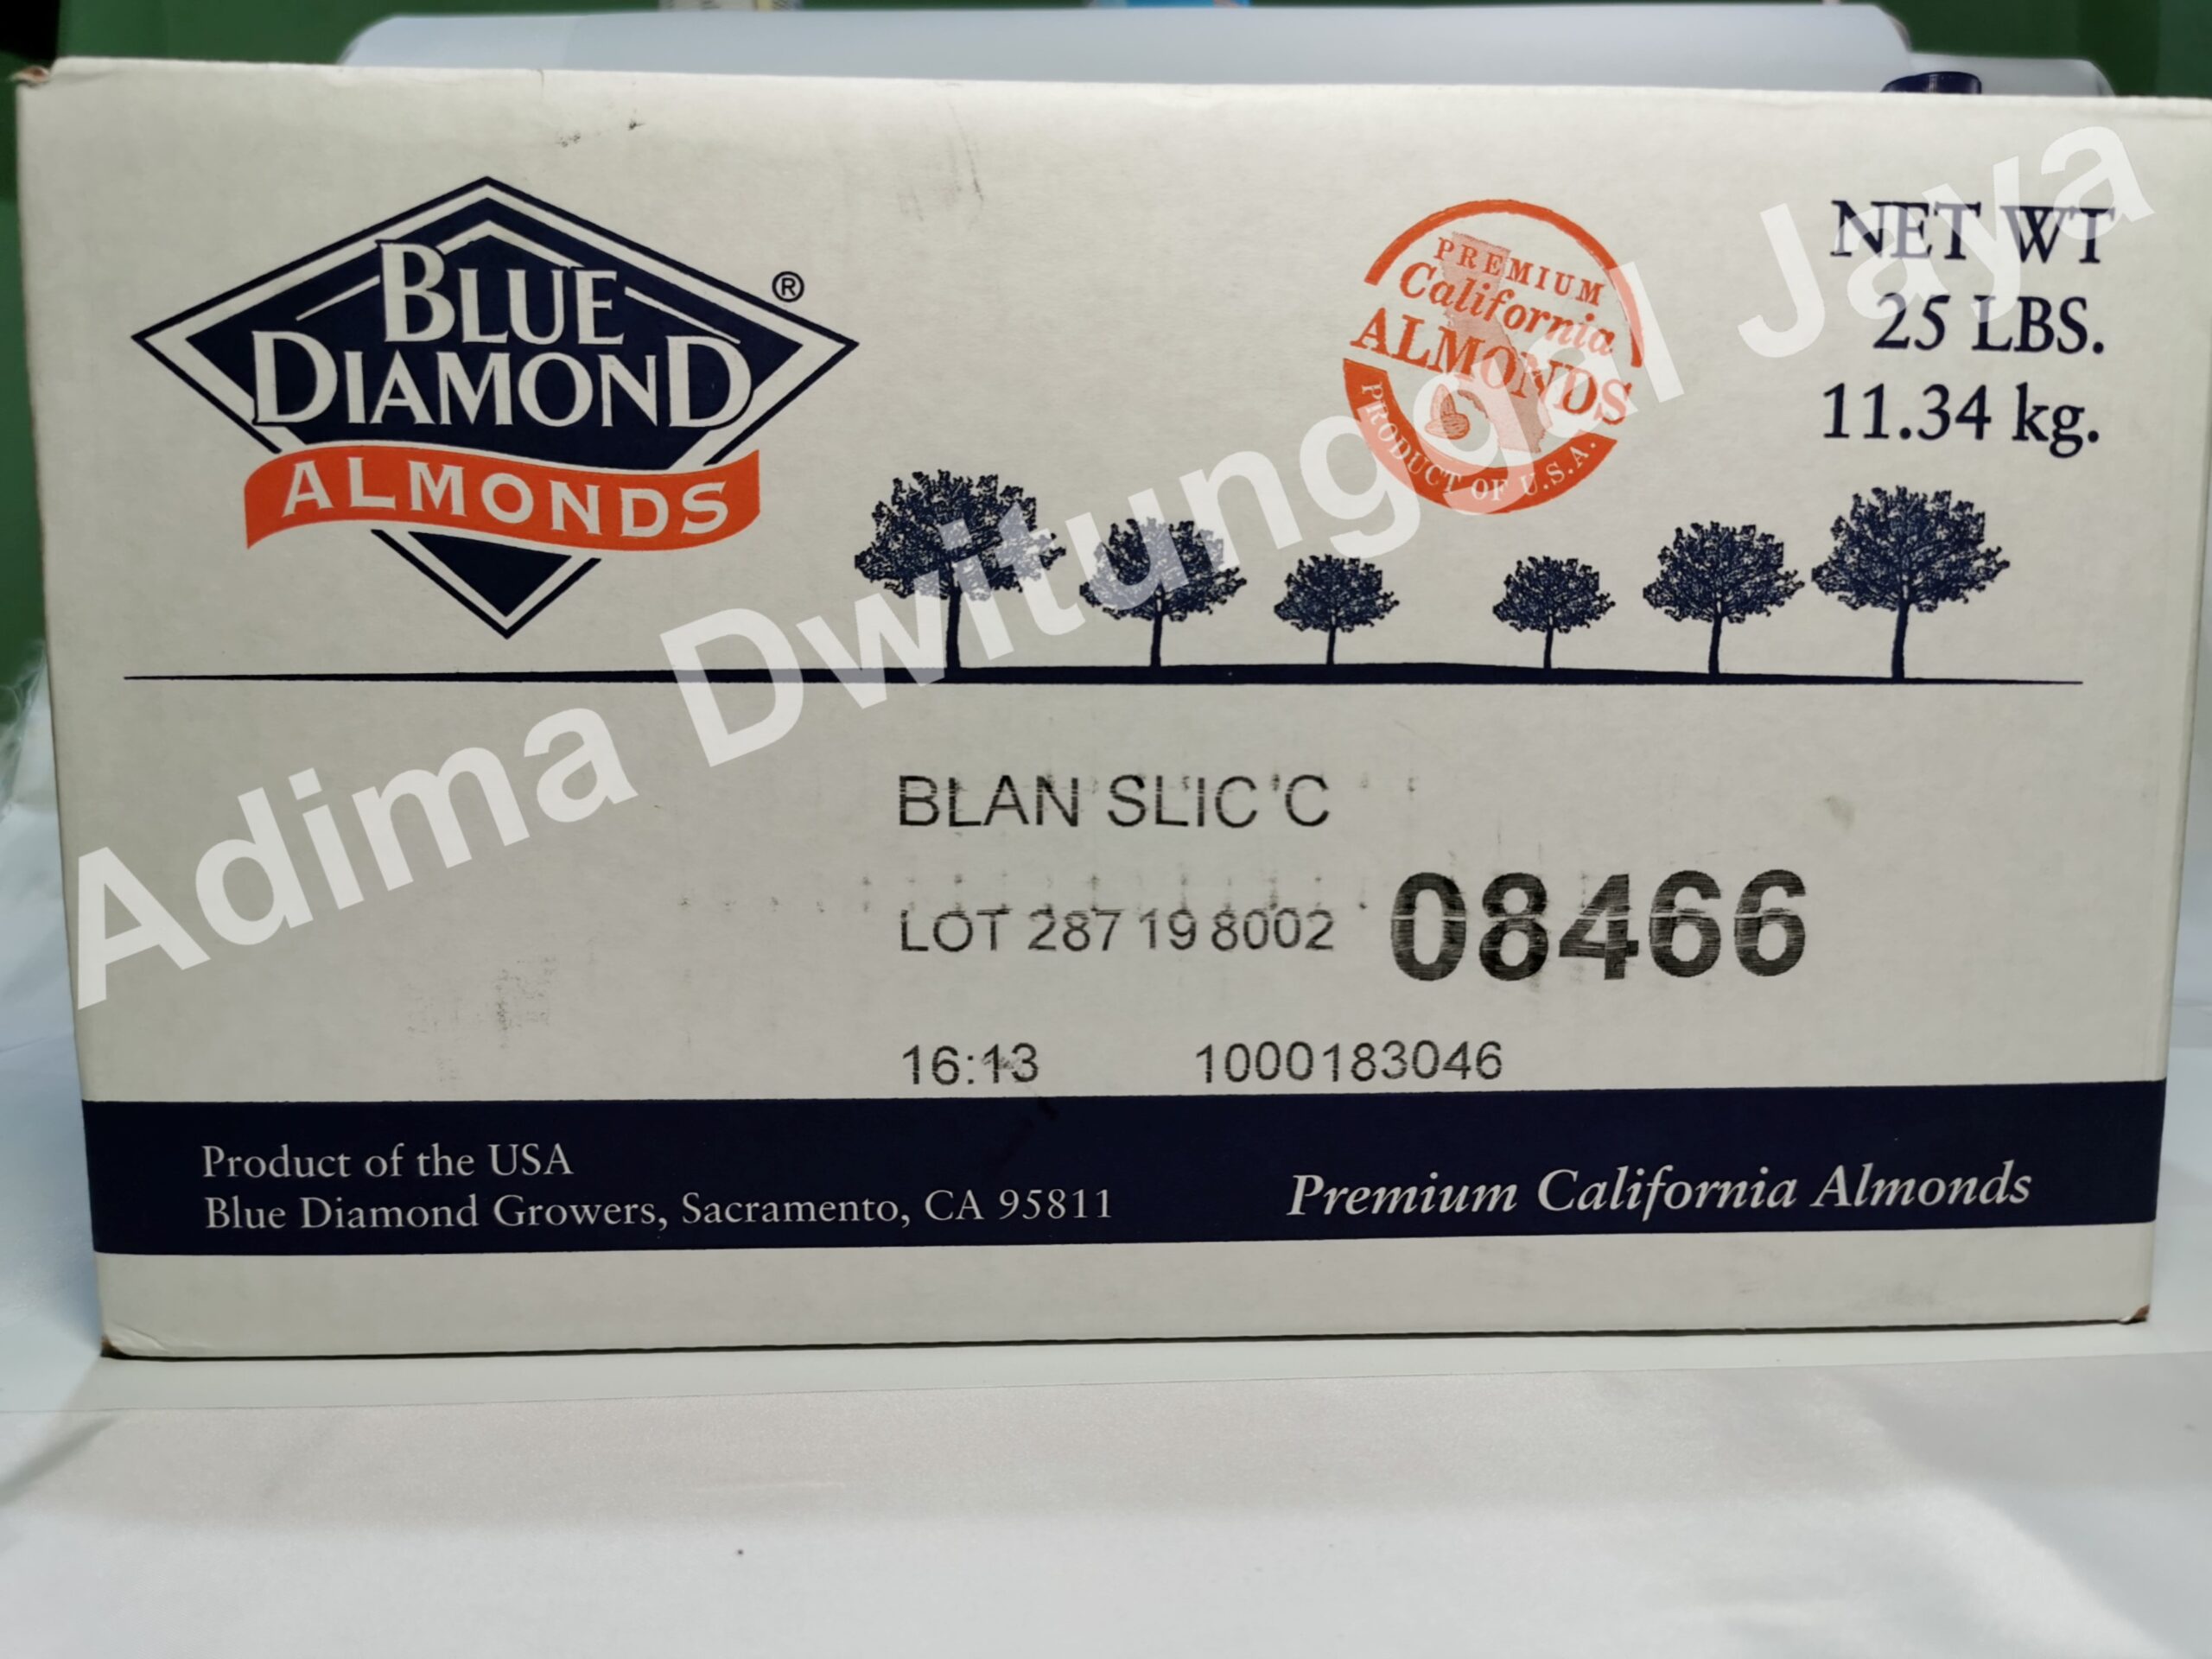 BLUE
DIAMOND
ALMONDS
®
PREMIUM
California
ALMONDS
PRODUCT OF U.S.A.
NET WT
25 LBS.
11.34 kg.
Adima Dwitunggal Jaya
BLAN SLIC'C
LOT 287 19 8002 08466
16:13 1000183046
Product of the USA
Blue Diamond Growers, Sacramento, CA 95811
Premium California Almonds